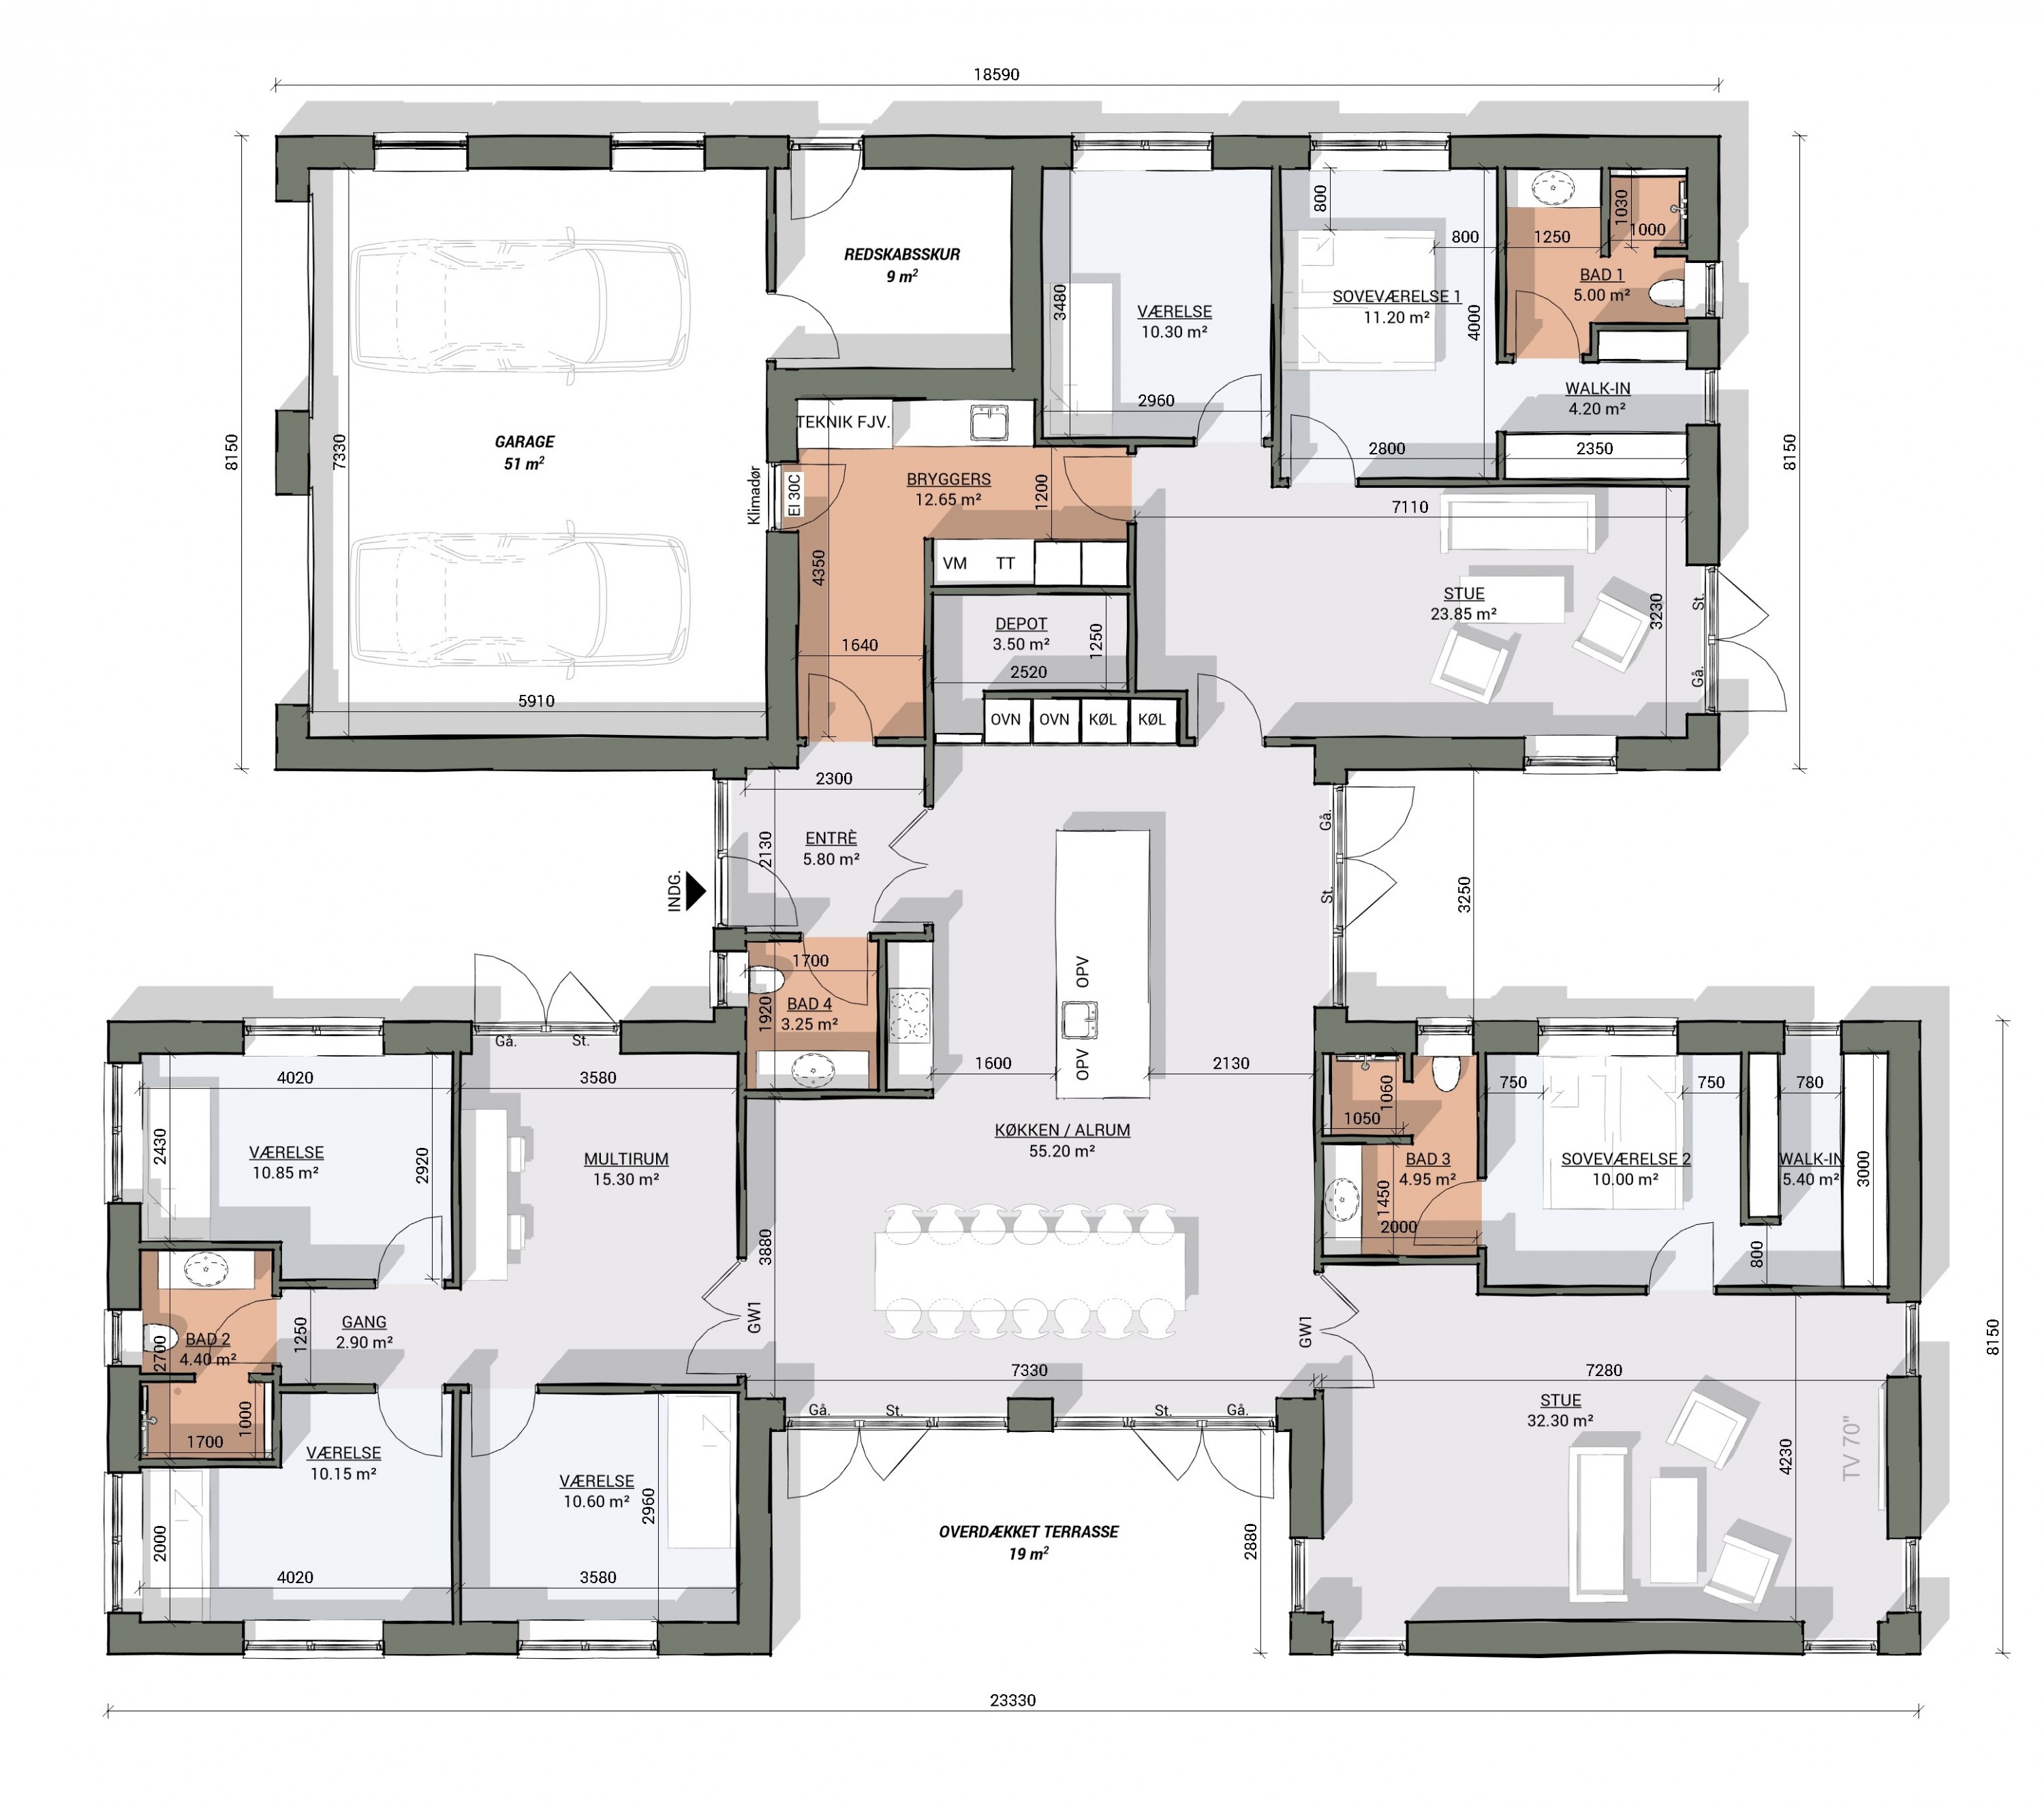 18590
8150
7330
GARAGE
51 m²
5910
REDSKABSSKUR
9 m²
Klimadør
EI 30C
TEKNIK FJV.
BRYGGERS
12.65 m²
1200
4350
1640
VM
TT
DEPOT
3.50 m²
1250
2520
OVN
OVN
KØL
KØL
3480
VÆRELSE
10.30 m²
2960
800
800
SOVEVÆRELSE 1
11.20 m²
4000
2800
1250
1030
1000
BAD 1
5.00 m²
WALK-IN
4.20 m²
2350
8150
7110
STUE
23.85 m²
3230
St.
Gå.
2300
ENTRÈ
5.80 m²
2130
INDG.
1700
BAD 4
3.25 m²
1920
OPV
OPV
1600
2130
KØKKEN / ALRUM
55.20 m²
Gå.
St.
3250
Gå.
St.
4020
2430
VÆRELSE
10.85 m²
2920
3580
MULTIRUM
15.30 m²
3880
GW1
GW1
7330
BAD 2
4.40 m²
2700
1250
GANG
2.90 m²
1000
1700
VÆRELSE
10.15 m²
2000
4020
VÆRELSE
10.60 m²
2960
3580
Gå.
St.
St.
Gå.
OVERDÆKKET TERRASSE
19 m²
2880
1060
1050
BAD 3
4.95 m²
1450
2000
750
750
780
SOVEVÆRELSE 2
10.00 m²
WALK-IN
5.40 m²
3000
800
8150
7280
STUE
32.30 m²
4230
TV 70"
23330